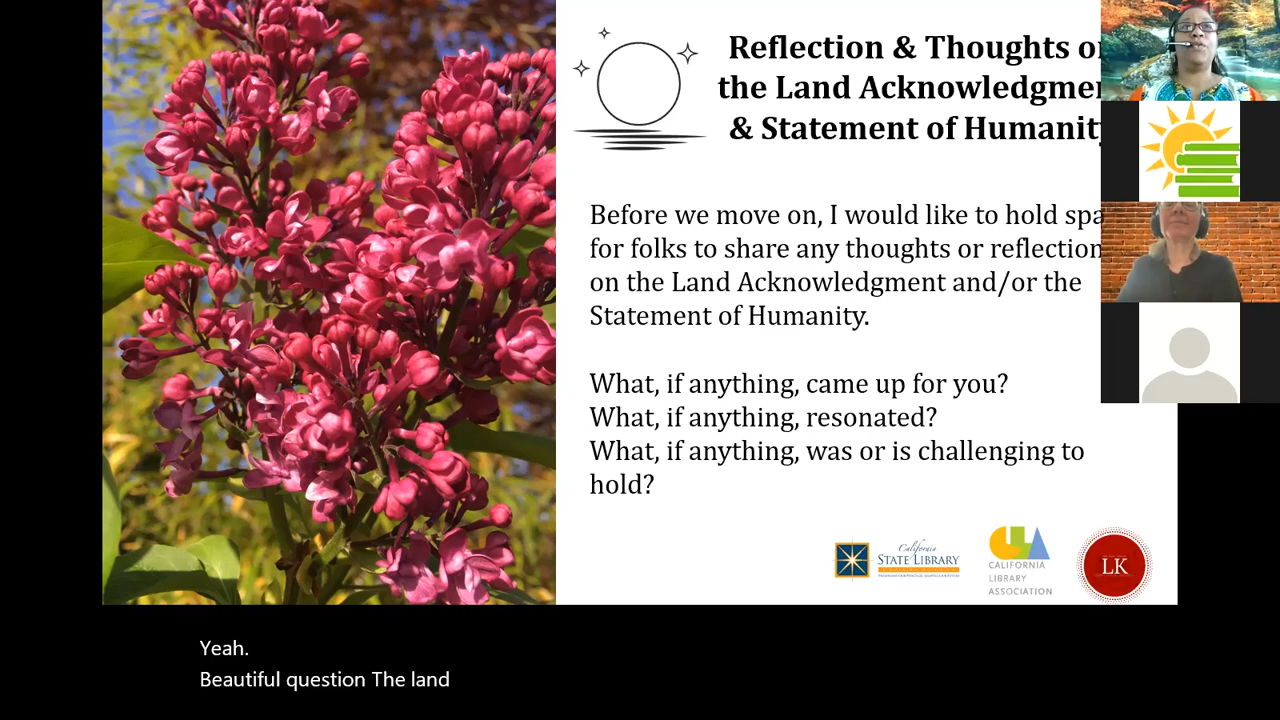 Reflection & Thoughts o
the Land Acknowledgme
& Statement of Humanity
Before we move on, I would like to hold spa
for folks to share any thoughts or reflection
on the Land Acknowledgment and/or the
Statement of Humanity.
What, if anything, came up for you?
What, if anything, resonated?
What, if anything, was or is challenging to
hold?
California
STATE LIBRARY
CALIFORNIA
LIBRARY
ASSOCIATION
LK
Yeah.
Beautiful question The land